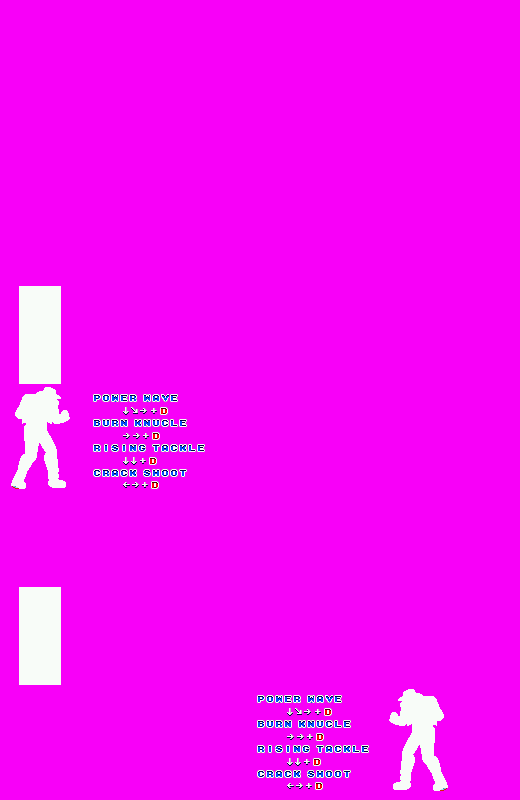 POWER WAVE
↓↘→+D
BURN KNUCLE
→→+D
RISING TACKLE
↓↓+D
CRACK SHOOT
←→+D
POWER WAVE
↓↘→+D
BURN KNUCLE
→→+D
RISING TACKLE
↓↓+D
CRACK SHOOT
←→+D